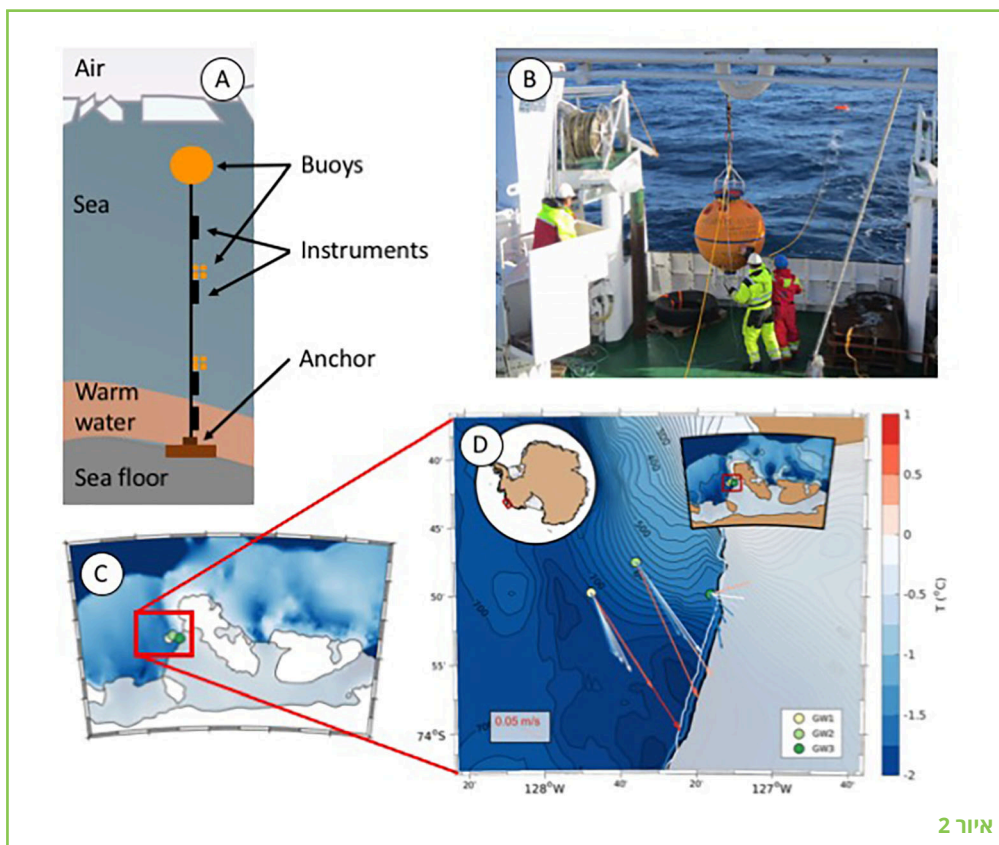 Air
A
Buoys
Sea
Instruments
Anchor
Warm
water
Sea floor
B
C
D
300
400
500
700
700
40'
45'
50'
55'
74°S
0.05 m/s
GW1
GW2
GW3
20'
128°W
40'
20'
127°W
40'
1
0.5
0
-0.5
-1
-1.5
-2
T (°C)
איור 2